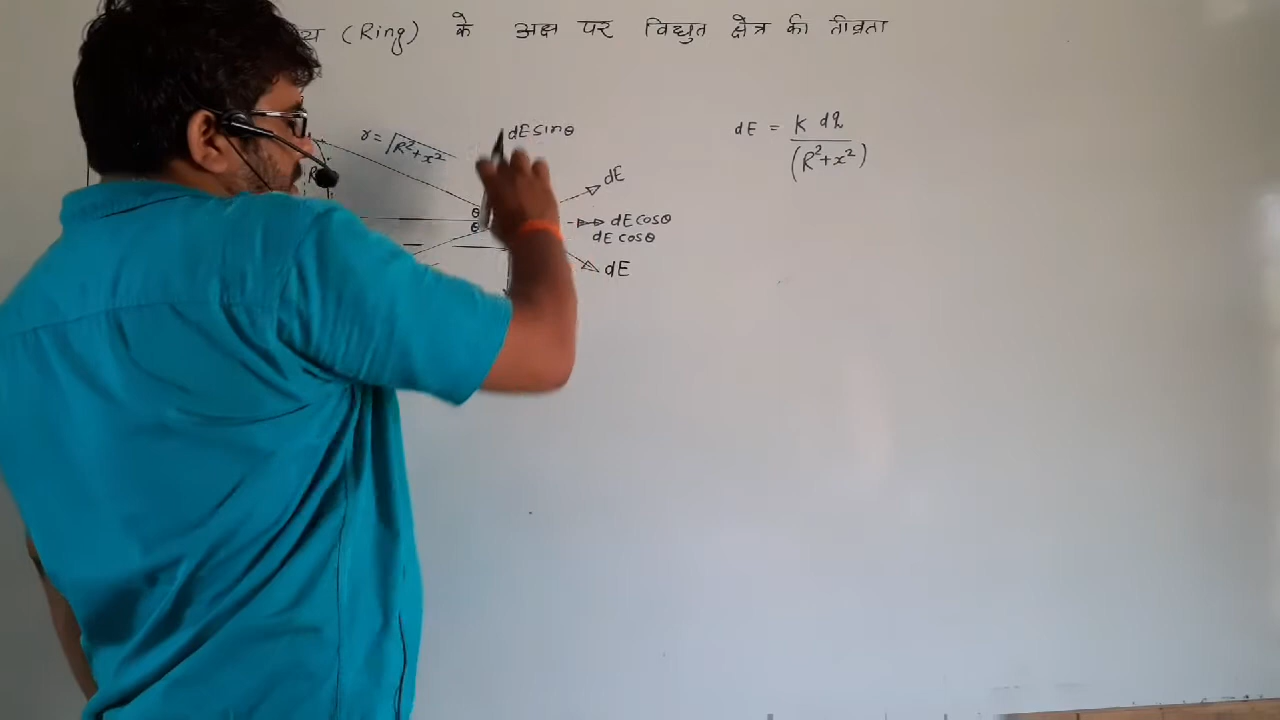 (Ring) के अक्ष पर विद्युत क्षेत्र की तीव्रता
r = √R²+x²
dE sinθ
dE = K dq / (R²+x²)
dE
R
θ
θ
dE cosθ
dE cosθ
dE